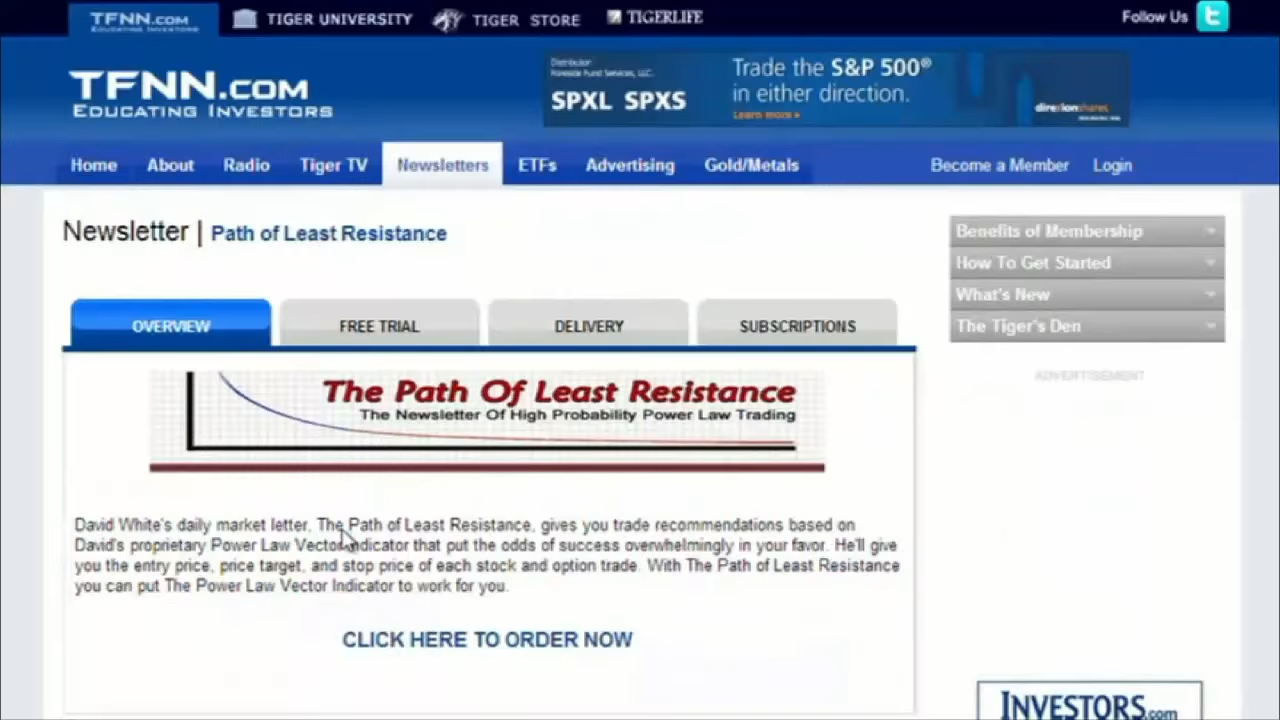 TFNN.COM
EDUCATING INVESTORS
TIGER UNIVERSITY
TIGER STORE
TIGERLIFE
Follow Us
TFNN.COM
EDUCATING INVESTORS
Distributor
Foreside Fund Services, LLC.
SPXL SPXS
Trade the S&P 500®
in either direction.
Learn more »
direxionshares
Home About Radio Tiger TV Newsletters ETFs Advertising Gold/Metals Become a Member Login
Newsletter | Path of Least Resistance
Benefits of Membership
How To Get Started
What's New
The Tiger's Den
ADVERTISEMENT
OVERVIEW FREE TRIAL DELIVERY SUBSCRIPTIONS
The Path Of Least Resistance
The Newsletter Of High Probability Power Law Trading
David White's daily market letter, The Path of Least Resistance, gives you trade recommendations based on
David's proprietary Power Law Vector Indicator that put the odds of success overwhelmingly in your favor. He'll give
you the entry price, price target, and stop price of each stock and option trade. With The Path of Least Resistance
you can put The Power Law Vector Indicator to work for you.
CLICK HERE TO ORDER NOW
INVESTORS.com